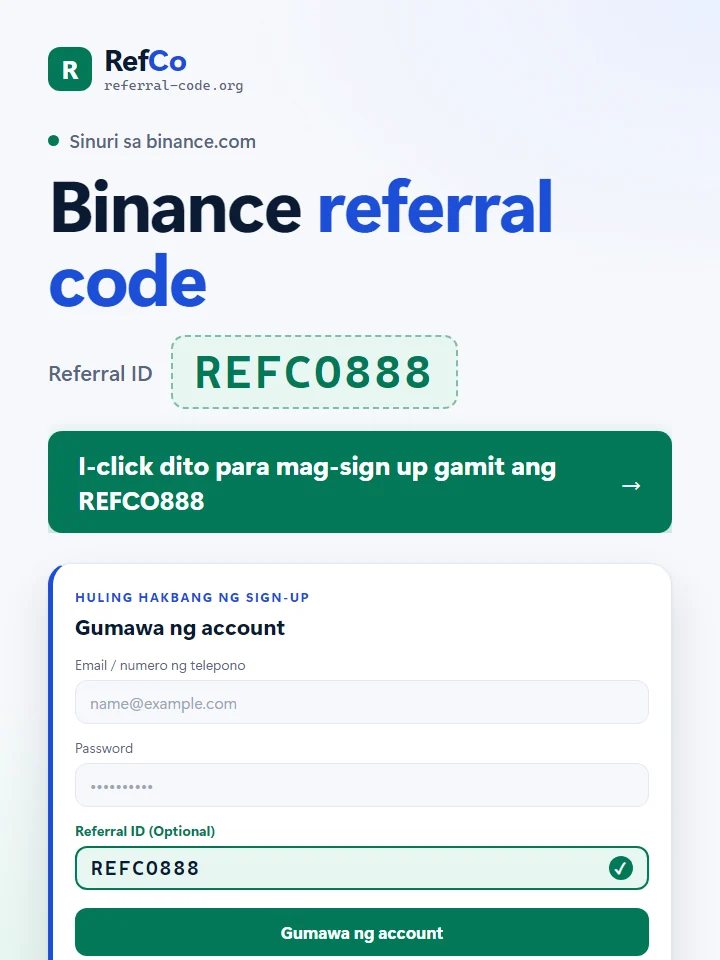 R
RefCo
referral-code.org
Sinuri sa binance.com
Binance referral
code
Referral ID
REFCO888
I-click dito para mag-sign up gamit ang
REFCO888
→
HULING HAKBANG NG SIGN-UP
Gumawa ng account
Email / numero ng telepono
name@example.com
Password
••••••••••
Referral ID (Optional)
REFCO888
✓
Gumawa ng account